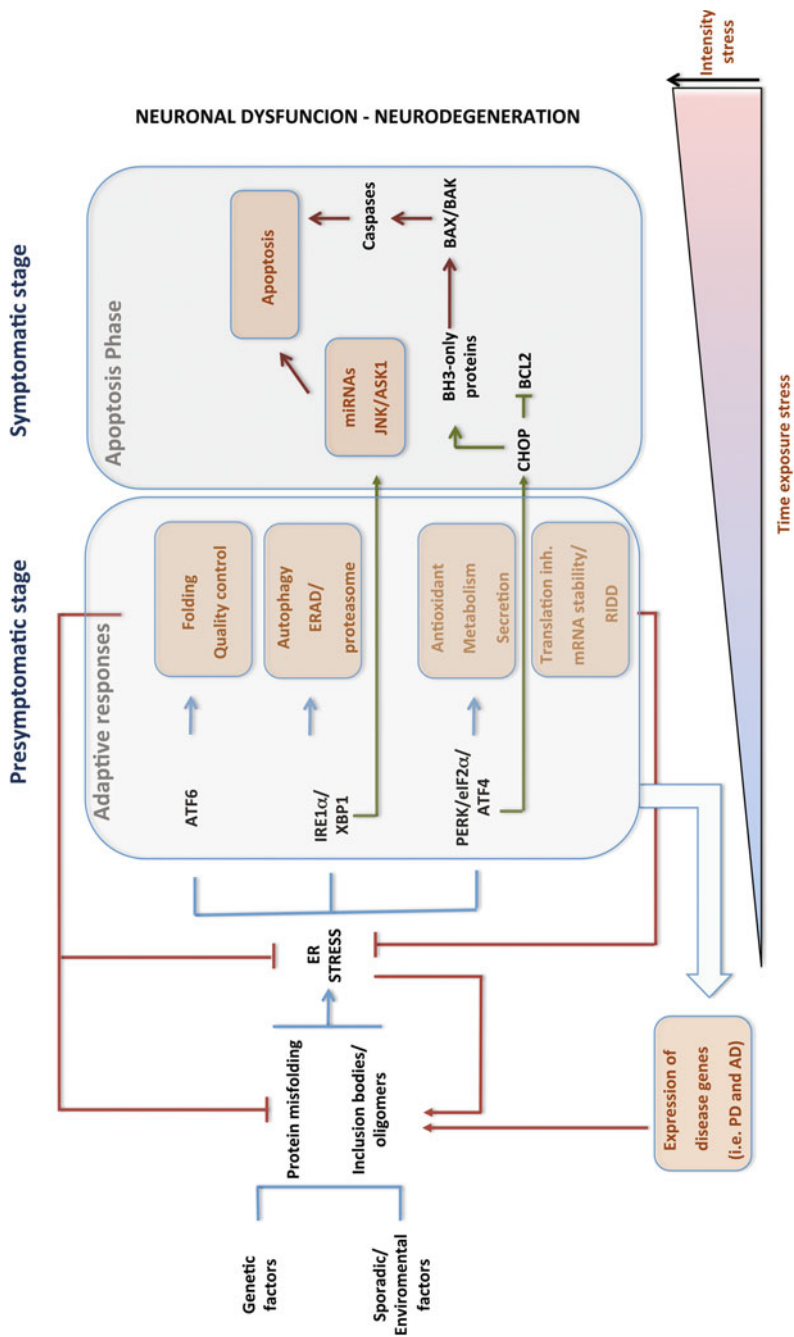 Presymptomatic stage
Symptomatic stage
Adaptive responses
Apoptosis Phase
Genetic
factors
Sporadic/
Enviromental
factors
Protein misfolding
Inclusion bodies/
oligomers
ER
STRESS
ATF6
Folding
Quality control
IRE1α/
XBP1
Autophagy
ERAD/
proteasome
PERK/eIF2α/
ATF4
Antioxidant
Metabolism
Secretion
Translation inh.
mRNA stability/
RIDD
miRNAs
JNK/ASK1
Apoptosis
Caspases
BAX/BAK
BH3-only
proteins
CHOP
BCL2
NEURONAL DYSFUNCION - NEURODEGENERATION
Expression of
disease genes
(i.e. PD and AD)
Time exposure stress
Intensity
stress